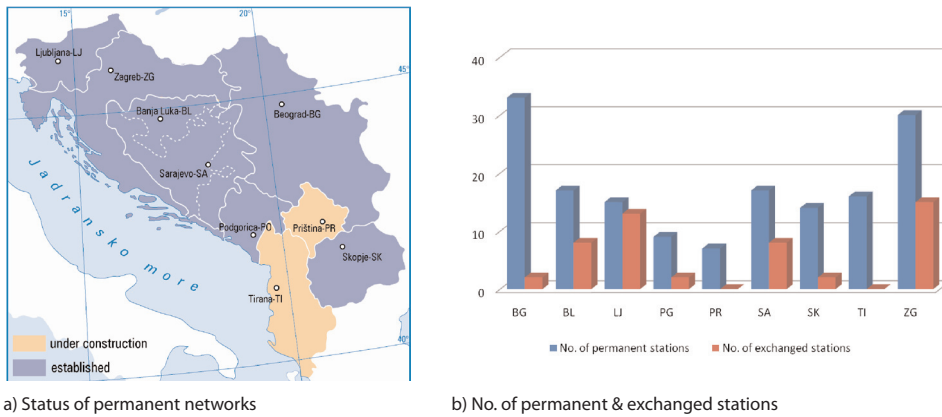 15°
20°
Ljubljana-LJ
Zagreb-ZG
45°
Banja Luka-BL
Beograd-BG
Sarajevo-SA
Jadransko more
Podgorica-PO
Priština-PR
Skopje-SK
Tirana-TI
under construction
established
40°
a) Status of permanent networks
40
30
20
10
0
BG BL LJ PG PR SA SK TI ZG
No. of permanent stations No. of exchanged stations
b) No. of permanent & exchanged stations